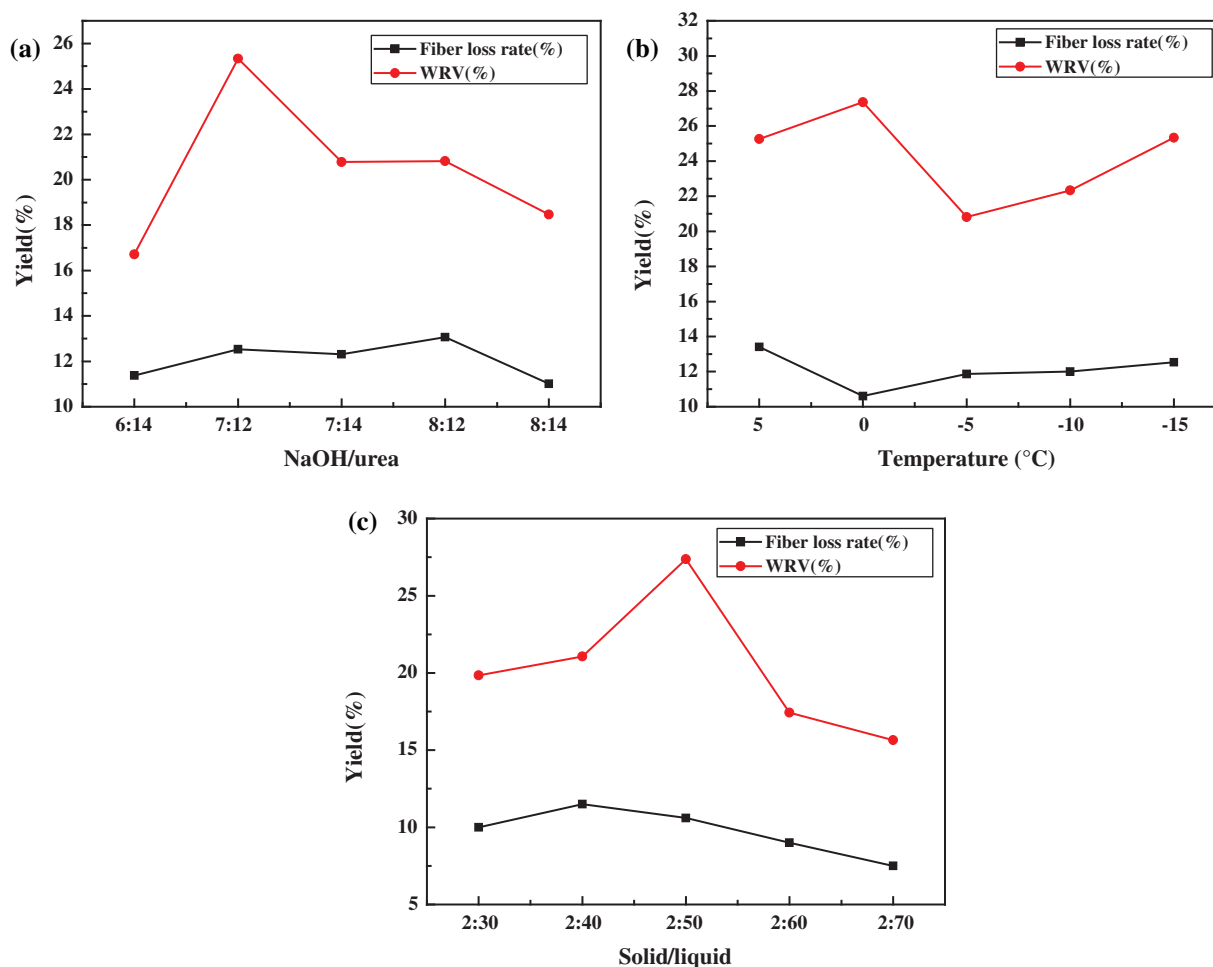 (a)
Yield(%)
26
24
22
20
18
16
14
12
10
Fiber loss rate(%)
WRV(%)
6:14 7:12 7:14 8:12 8:14
NaOH/urea
(b)
Yield(%)
32
30
28
26
24
22
20
18
16
14
12
10
Fiber loss rate(%)
WRV(%)
5 0 -5 -10 -15
Temperature (°C)
(c)
Yield(%)
30
25
20
15
10
5
Fiber loss rate(%)
WRV(%)
2:30 2:40 2:50 2:60 2:70
Solid/liquid